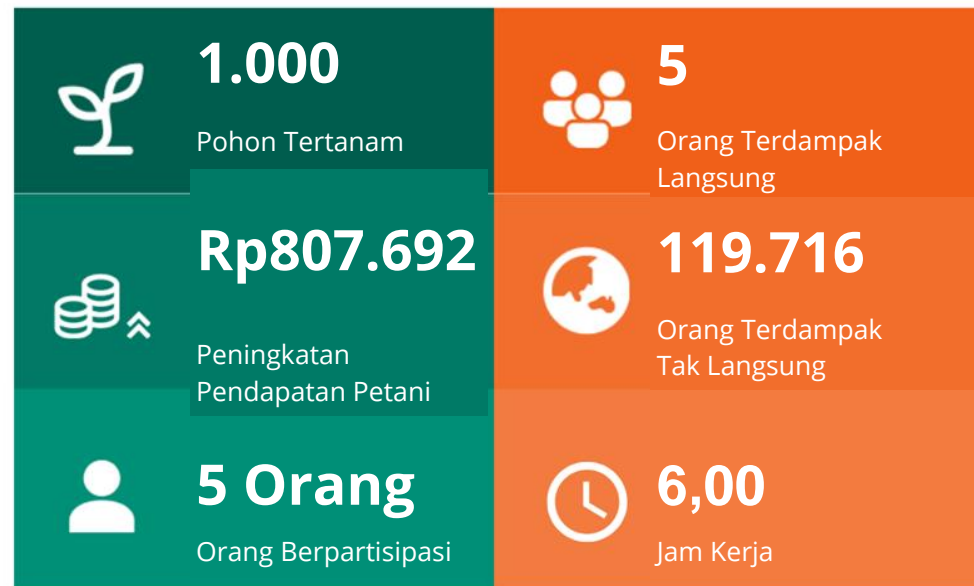 1.000
Pohon Tertanam
5
Orang Terdampak
Langsung
Rp807.692
Peningkatan
Pendapatan Petani
119.716
Orang Terdampak
Tak Langsung
5 Orang
Orang Berpartisipasi
6,00
Jam Kerja